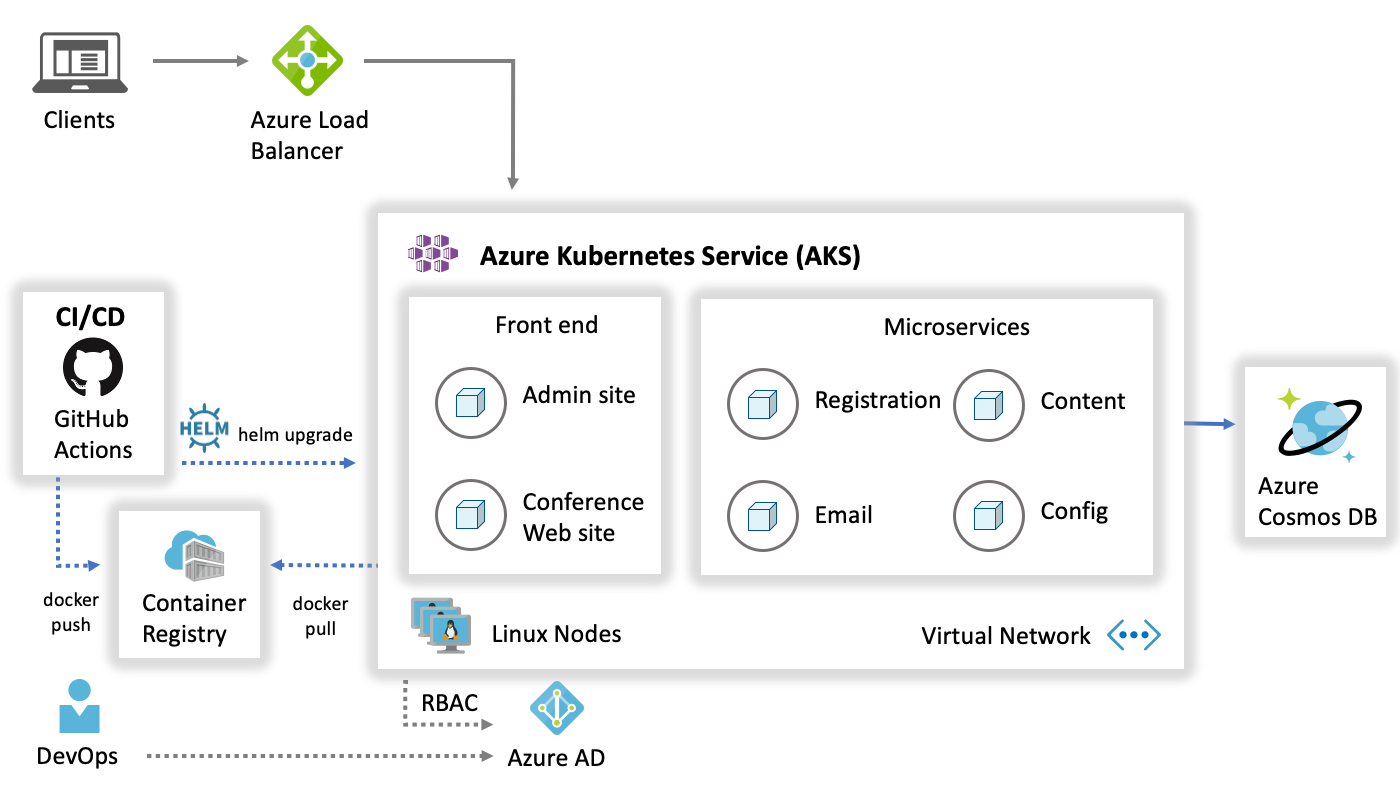 Clients
Azure Load
Balancer
Azure Kubernetes Service (AKS)
CI/CD
GitHub
Actions
HELM
helm upgrade
Front end
Admin site
Conference
Web site
Microservices
Registration
Content
Email
Config
Azure
Cosmos DB
docker
push
Container
Registry
docker
pull
Linux Nodes
Virtual Network
RBAC
DevOps
Azure AD